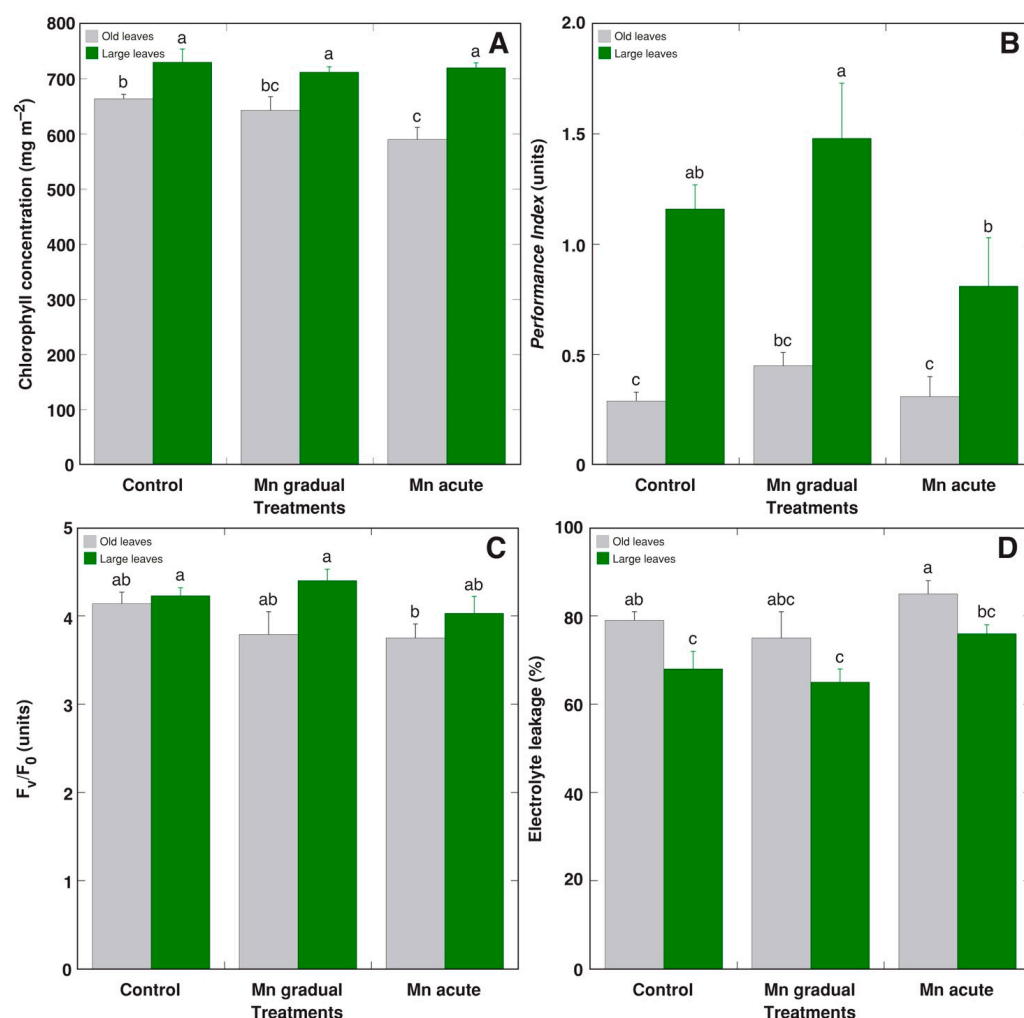 A
Old leaves
Large leaves
Chlorophyll concentration (mg m⁻²)
800
700
600
500
400
300
200
100
0
b
a
bc
a
c
a
Control
Mn gradual
Mn acute
Treatments
B
Old leaves
Large leaves
Performance Index (units)
2.0
1.5
1.0
0.5
0
c
ab
bc
a
c
b
Control
Mn gradual
Mn acute
Treatments
C
Old leaves
Large leaves
Fv/F0 (units)
5
4
3
2
1
0
ab
a
ab
a
b
ab
Control
Mn gradual
Mn acute
Treatments
D
Old leaves
Large leaves
Electrolyte leakage (%)
100
80
60
40
20
0
ab
c
abc
c
a
bc
Control
Mn gradual
Mn acute
Treatments